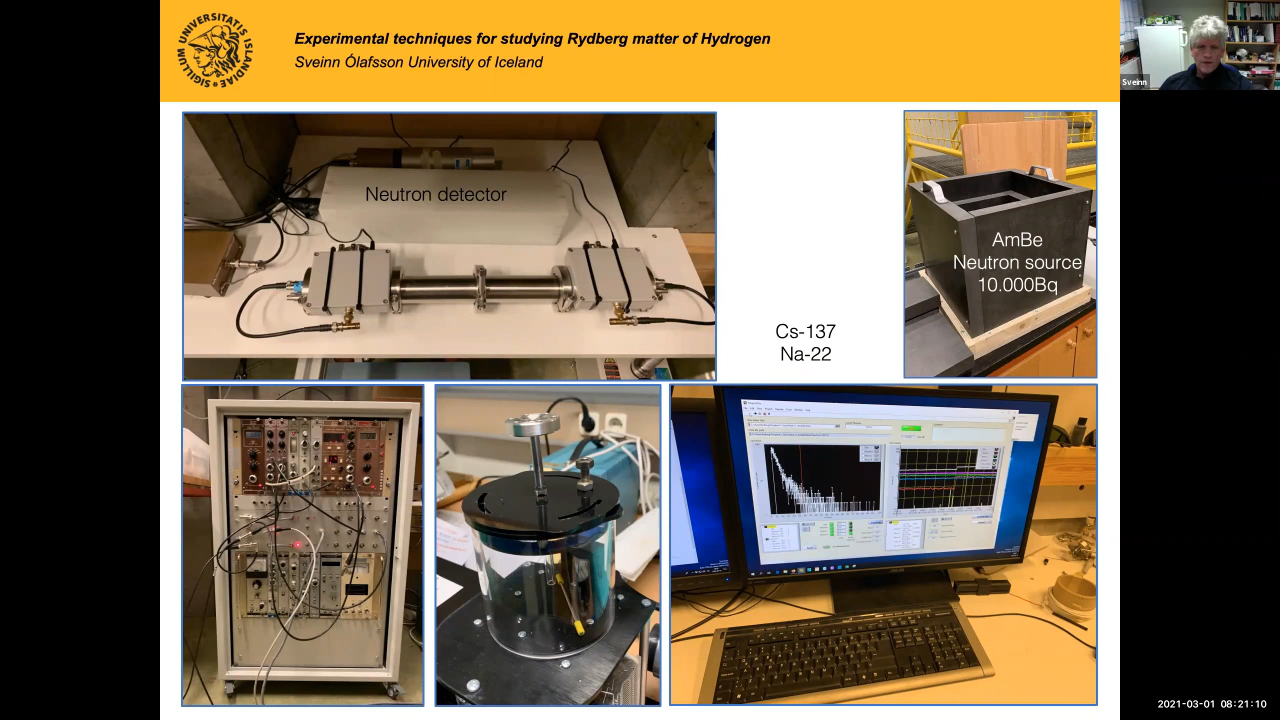 Experimental techniques for studying Rydberg matter of Hydrogen
Sveinn Ólafsson University of Iceland
SIGILLUM UNIVERSITATIS ISLANDIAE
Sveinn
Neutron detector
AmBe
Neutron source
10.000Bq
Cs-137
Na-22
2021-03-01 08:21:10